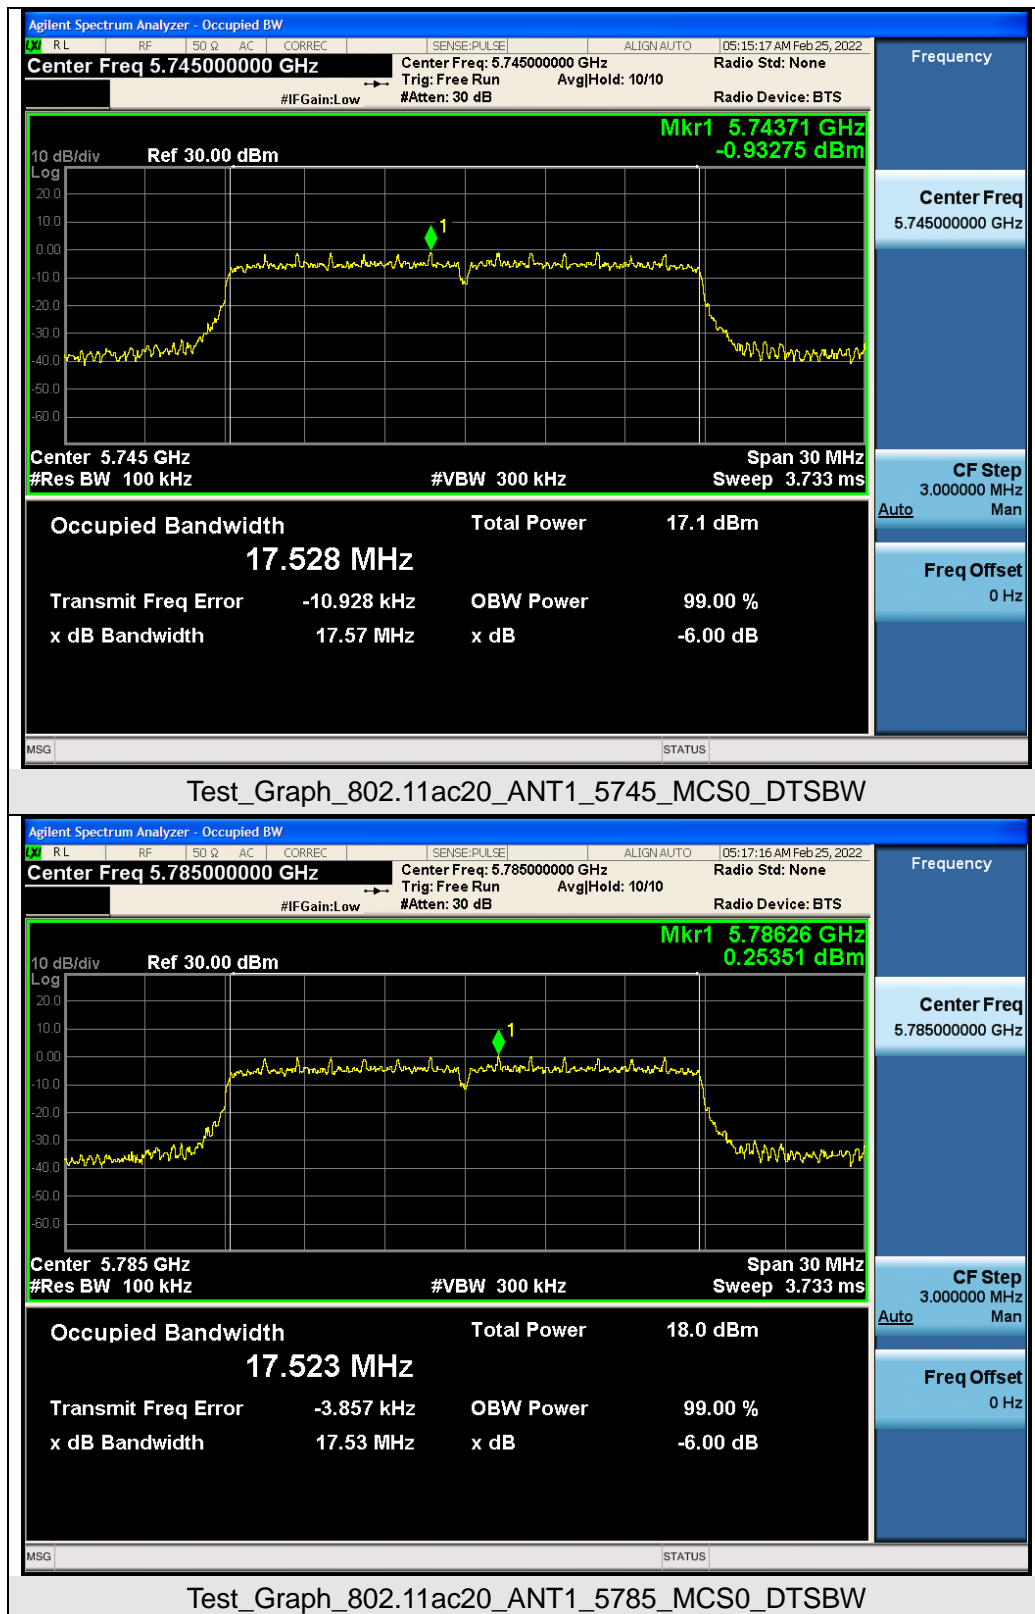 Agilent Spectrum Analyzer - Occupied BW
LXI RL RF 50 Ω AC CORREC SENSE:PULSE ALIGN AUTO 05:15:17 AM Feb 25, 2022
Center Freq 5.745000000 GHz
Center Freq: 5.745000000 GHz Radio Std: None
Trig: Free Run Avg|Hold: 10/10
#IFGain:Low #Atten: 30 dB Radio Device: BTS
Frequency
Mkr1 5.74371 GHz
-0.93275 dBm
10 dB/div Ref 30.00 dBm
Log
20.0
10.0
0.00
-10.0
-20.0
-30.0
-40.0
-50.0
-60.0
1
Center 5.745 GHz Span 30 MHz
#Res BW 100 kHz #VBW 300 kHz Sweep 3.733 ms
Center Freq
5.745000000 GHz
CF Step
3.000000 MHz
Auto Man
Freq Offset
0 Hz
Occupied Bandwidth Total Power 17.1 dBm
17.528 MHz
Transmit Freq Error -10.928 kHz OBW Power 99.00 %
x dB Bandwidth 17.57 MHz x dB -6.00 dB
MSG STATUS
Test_Graph_802.11ac20_ANT1_5745_MCS0_DTSBW
Agilent Spectrum Analyzer - Occupied BW
LXI RL RF 50 Ω AC CORREC SENSE:PULSE ALIGN AUTO 05:17:16 AM Feb 25, 2022
Center Freq 5.785000000 GHz
Center Freq: 5.785000000 GHz Radio Std: None
Trig: Free Run Avg|Hold: 10/10
#IFGain:Low #Atten: 30 dB Radio Device: BTS
Frequency
Mkr1 5.78626 GHz
0.25351 dBm
10 dB/div Ref 30.00 dBm
Log
20.0
10.0
0.00
-10.0
-20.0
-30.0
-40.0
-50.0
-60.0
1
Center 5.785 GHz Span 30 MHz
#Res BW 100 kHz #VBW 300 kHz Sweep 3.733 ms
Center Freq
5.785000000 GHz
CF Step
3.000000 MHz
Auto Man
Freq Offset
0 Hz
Occupied Bandwidth Total Power 18.0 dBm
17.523 MHz
Transmit Freq Error -3.857 kHz OBW Power 99.00 %
x dB Bandwidth 17.53 MHz x dB -6.00 dB
MSG STATUS
Test_Graph_802.11ac20_ANT1_5785_MCS0_DTSBW